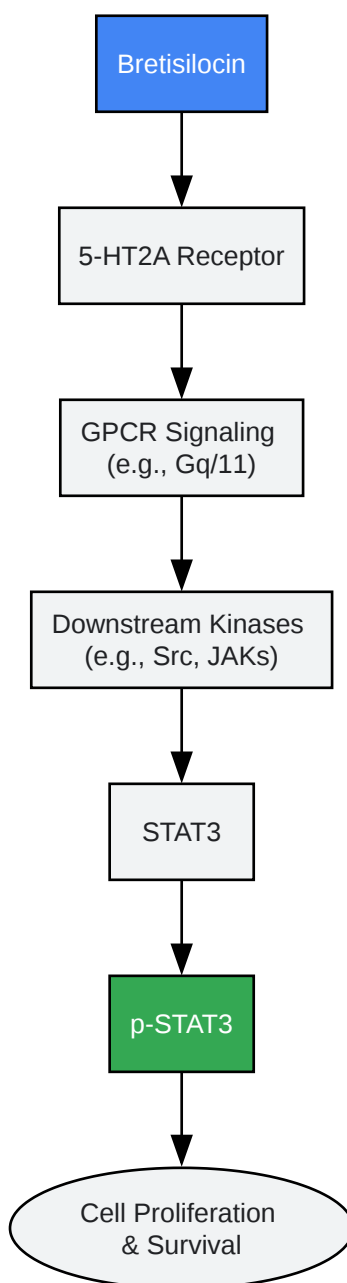 Bretisilocin
5-HT2A Receptor
GPCR Signaling
(e.g., Gq/11)
Downstream Kinases
(e.g., Src, JAKs)
STAT3
p-STAT3
Cell Proliferation
& Survival